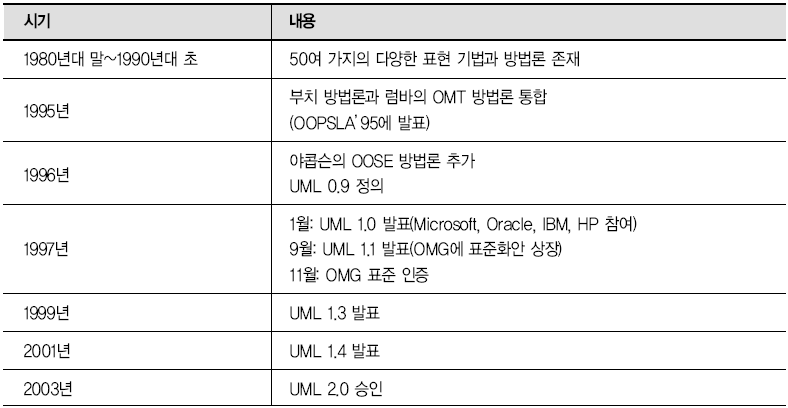 시기 내용
1980년대 말~1990년대 초 50여 가지의 다양한 표현 기법과 방법론 존재
1995년 부치 방법론과 럼바의 OMT 방법론 통합
(OOPSLA'95에 발표)
1996년 야콥슨의 OOSE 방법론 추가
UML 0.9 정의
1997년 1월: UML 1.0 발표(Microsoft, Oracle, IBM, HP 참여)
9월: UML 1.1 발표(OMG에 표준화안 상장)
11월: OMG 표준 인증
1999년 UML 1.3 발표
2001년 UML 1.4 발표
2003년 UML 2.0 승인